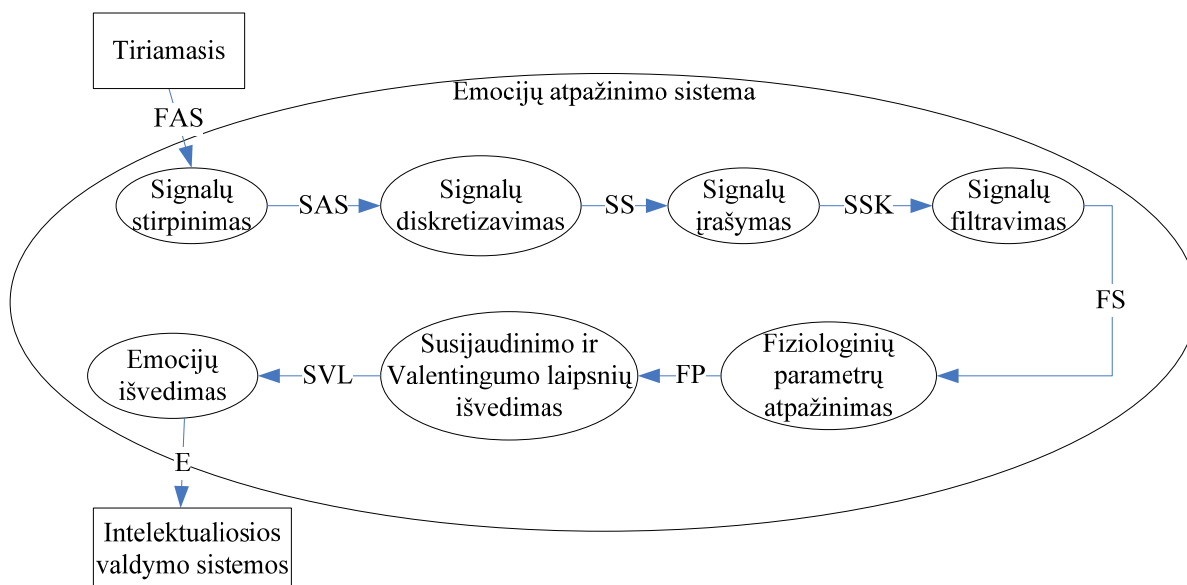 Tiriamasis
Emocijų atpažinimo sistema
FAS
Signalų
stirpinimas
SAS
Signalų
diskretizavimas
SS
Signalų
įrašymas
SSK
Signalų
filtravimas
FS
Fiziologinių
parametrų
atpažinimas
FP
Susijaudinimo ir
Valentingumo laipsnių
išvedimas
SVL
Emocijų
išvedimas
E
Intelektualiosios
valdymo sistemos